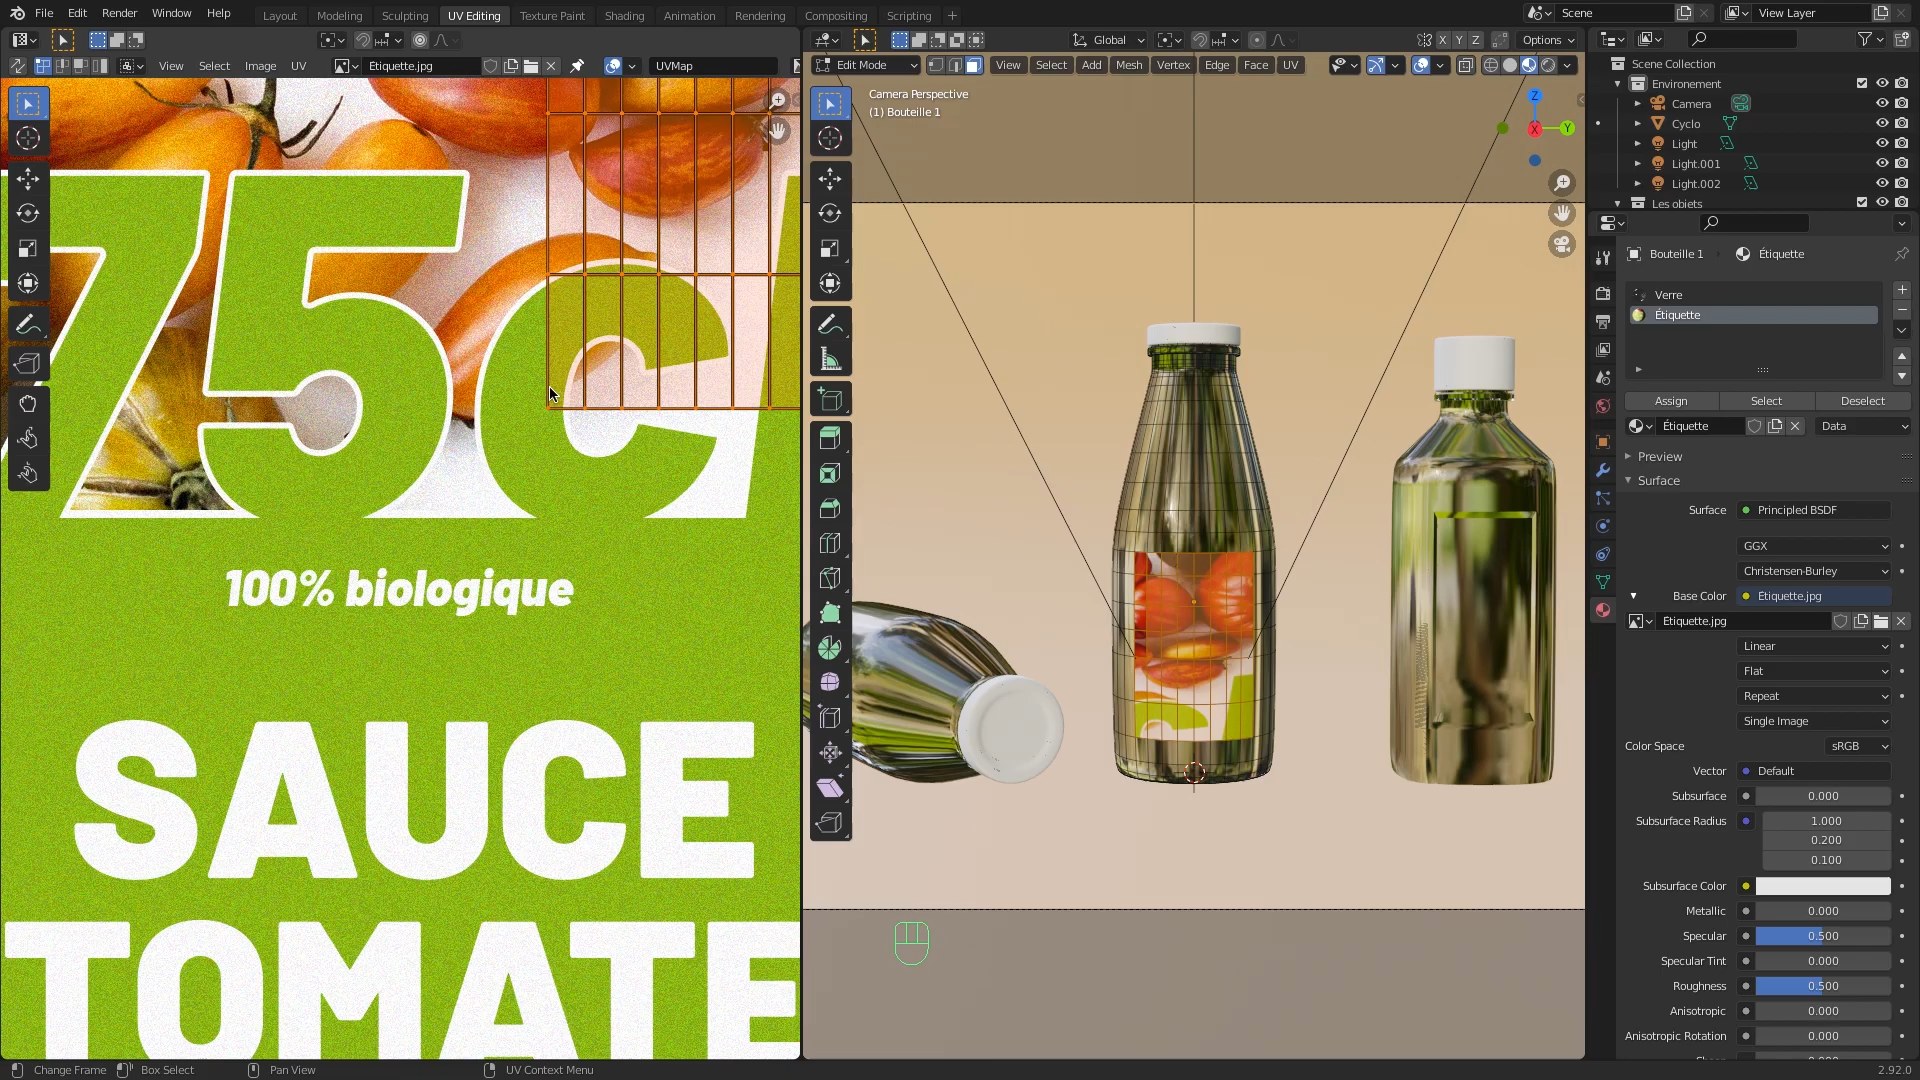 File Edit Render Window Help Layout Modeling Sculpting UV Editing Texture Paint Shading Animation Rendering Compositing Scripting + Scene View Layer
Global X Y Z Options
View Select Image UV Étiquette.jpg UVMap Edit Mode View Select Add Mesh Vertex Edge Face UV
Camera Perspective
(1) Bouteille 1
Z
X Y
75c
100% biologique
SAUCE
TOMATE
Scene Collection
Environement
Camera
Cyclo
Light
Light.001
Light.002
Les objets
Bouteille 1 Étiquette
Verre
Étiquette
Assign Select Deselect
Étiquette Data
Preview
Surface
Surface Principled BSDF
GGX
Christensen-Burley
Base Color Étiquette.jpg
Étiquette.jpg
Linear
Flat
Repeat
Single Image
Color Space sRGB
Vector Default
Subsurface 0.000
Subsurface Radius 1.000
0.200
0.100
Subsurface Color
Metallic 0.000
Specular 0.500
Specular Tint 0.000
Roughness 0.500
Anisotropic 0.000
Anisotropic Rotation 0.000
Change Frame Box Select Pan View UV Context Menu 2.92.0